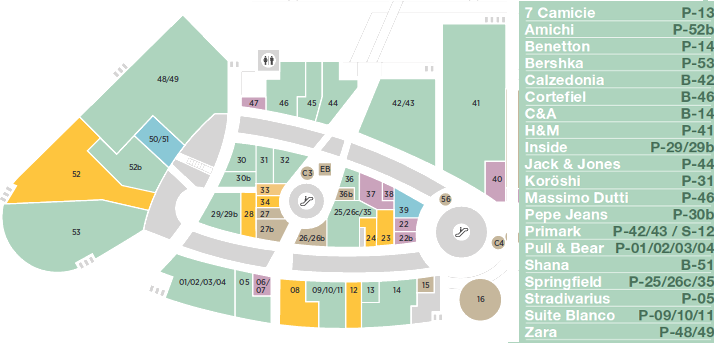 48/49
47
46
45
44
42/43
41
50/51
52
52b
53
30
31
32
30b
33
34
29/29b
28
27
27b
26/26b
C3
EB
36
36b
37
38
39
40
25/26c/35
22
22b
24
23
56
C4
01/02/03/04
05
06/
07
08
09/10/11
12
13
14
15
16
7 Camicie P-13
Amichi P-52b
Benetton P-14
Bershka P-53
Calzedonia B-42
Cortefiel B-46
C&A B-14
H&M P-41
Inside P-29/29b
Jack & Jones P-44
Koröshi P-31
Massimo Dutti P-46
Pepe Jeans P-30b
Primark P-42/43 / S-12
Pull & Bear P-01/02/03/04
Shana B-51
Springfield P-25/26c/35
Stradivarius P-05
Suite Blanco P-09/10/11
Zara P-48/49